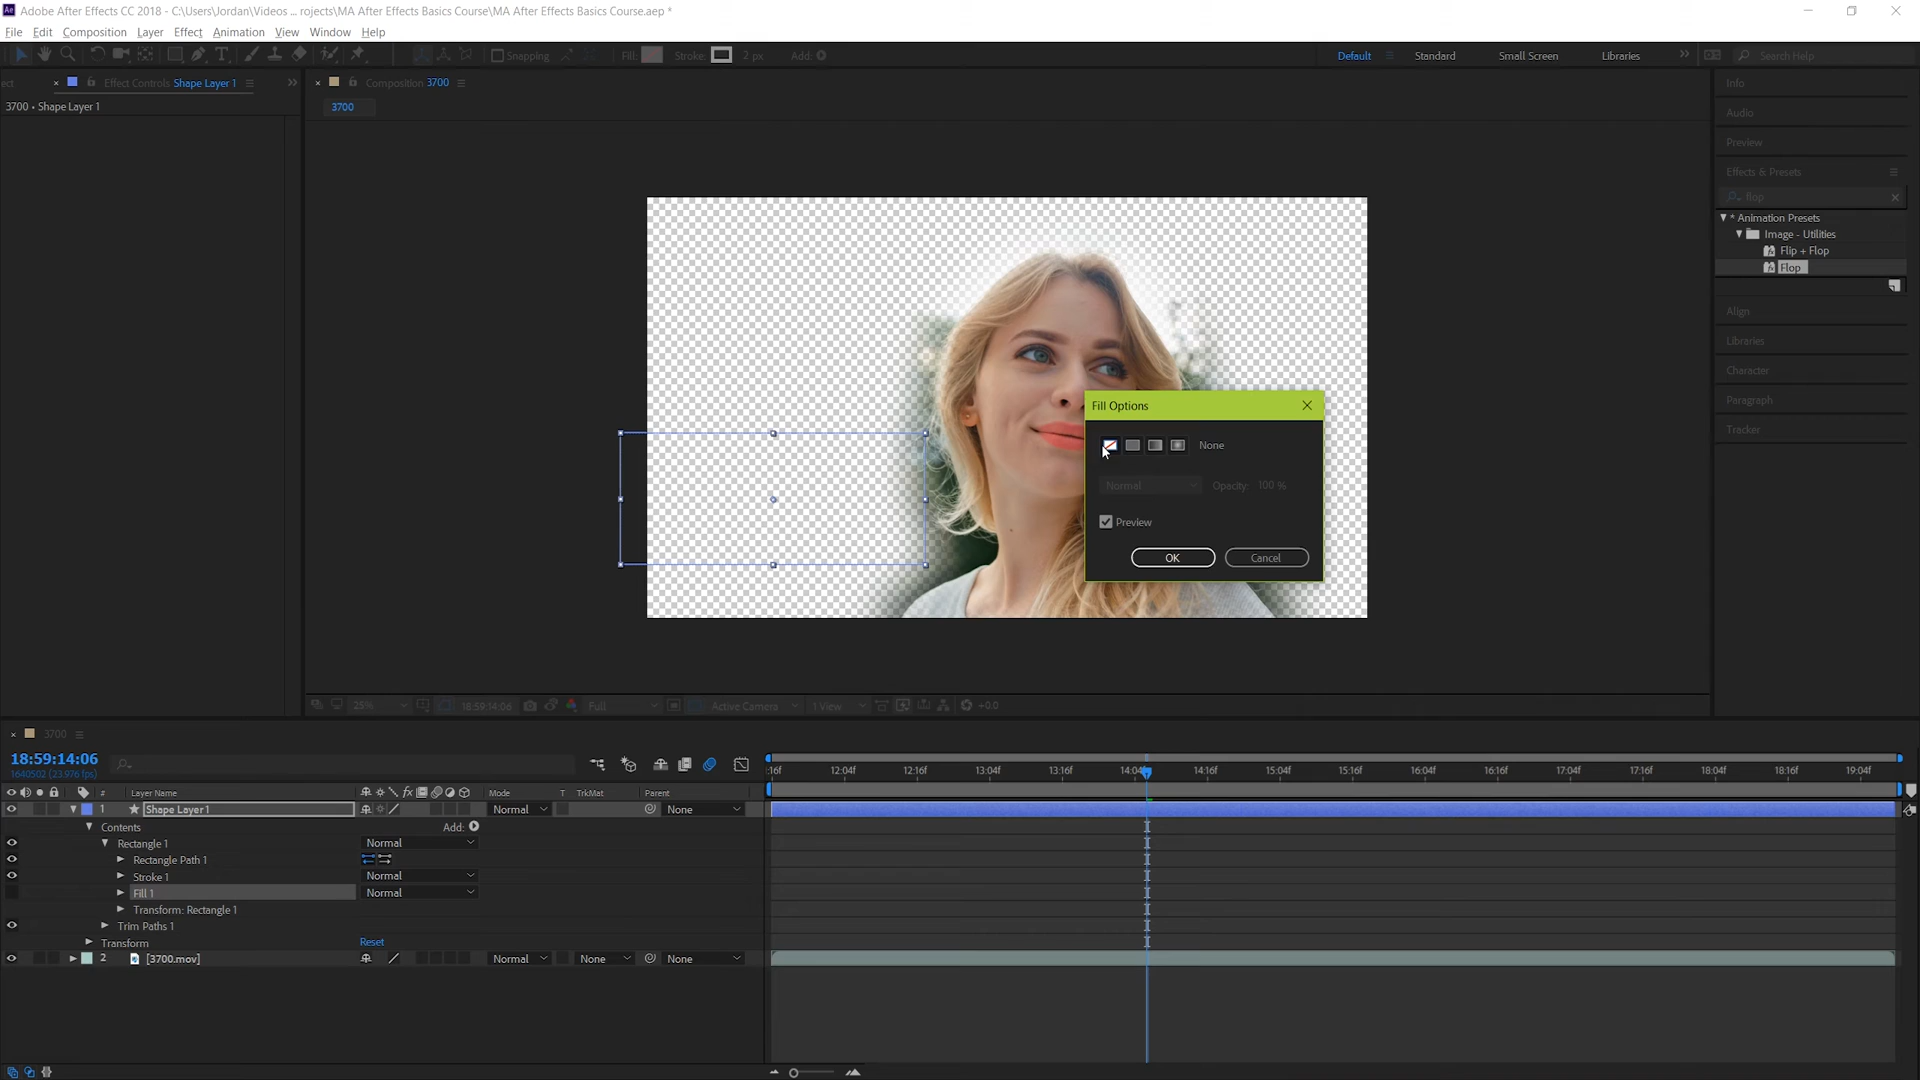 Adobe After Effects CC 2018 - C:\Users\Jordan\Videos ... rojects\MA After Effects Basics Course\MA After Effects Basics Course.aep *
File Edit Composition Layer Effect Animation View Window Help
Snapping Fill: Stroke: 2 px Add: Default Standard Small Screen Libraries Search Help
ect Effect Controls Shape Layer 1 Composition 3700 Info
3700 • Shape Layer 1
3700
Audio
Preview
Effects & Presets
flop
* Animation Presets
Image - Utilities
Flip + Flop
Flop
Align
Libraries
Character
Paragraph
Tracker
Fill Options
None
Normal Opacity: 100 %
Preview
OK Cancel
25% 18:59:14:06 Full Active Camera 1 View +0.0
3700
18:59:14:06
1640502 (23.976 fps)
:16f 12:04f 12:16f 13:04f 13:16f 14:04f 14:16f 15:04f 15:16f 16:04f 16:16f 17:04f 17:16f 18:04f 18:16f 19:04f
# Layer Name fx Mode T TrkMat Parent
1 Shape Layer 1 Normal None
Contents Add:
Rectangle 1 Normal
Rectangle Path 1
Stroke 1 Normal
Fill 1 Normal
Transform: Rectangle 1
Trim Paths 1
Transform Reset
2 [3700.mov] Normal None None